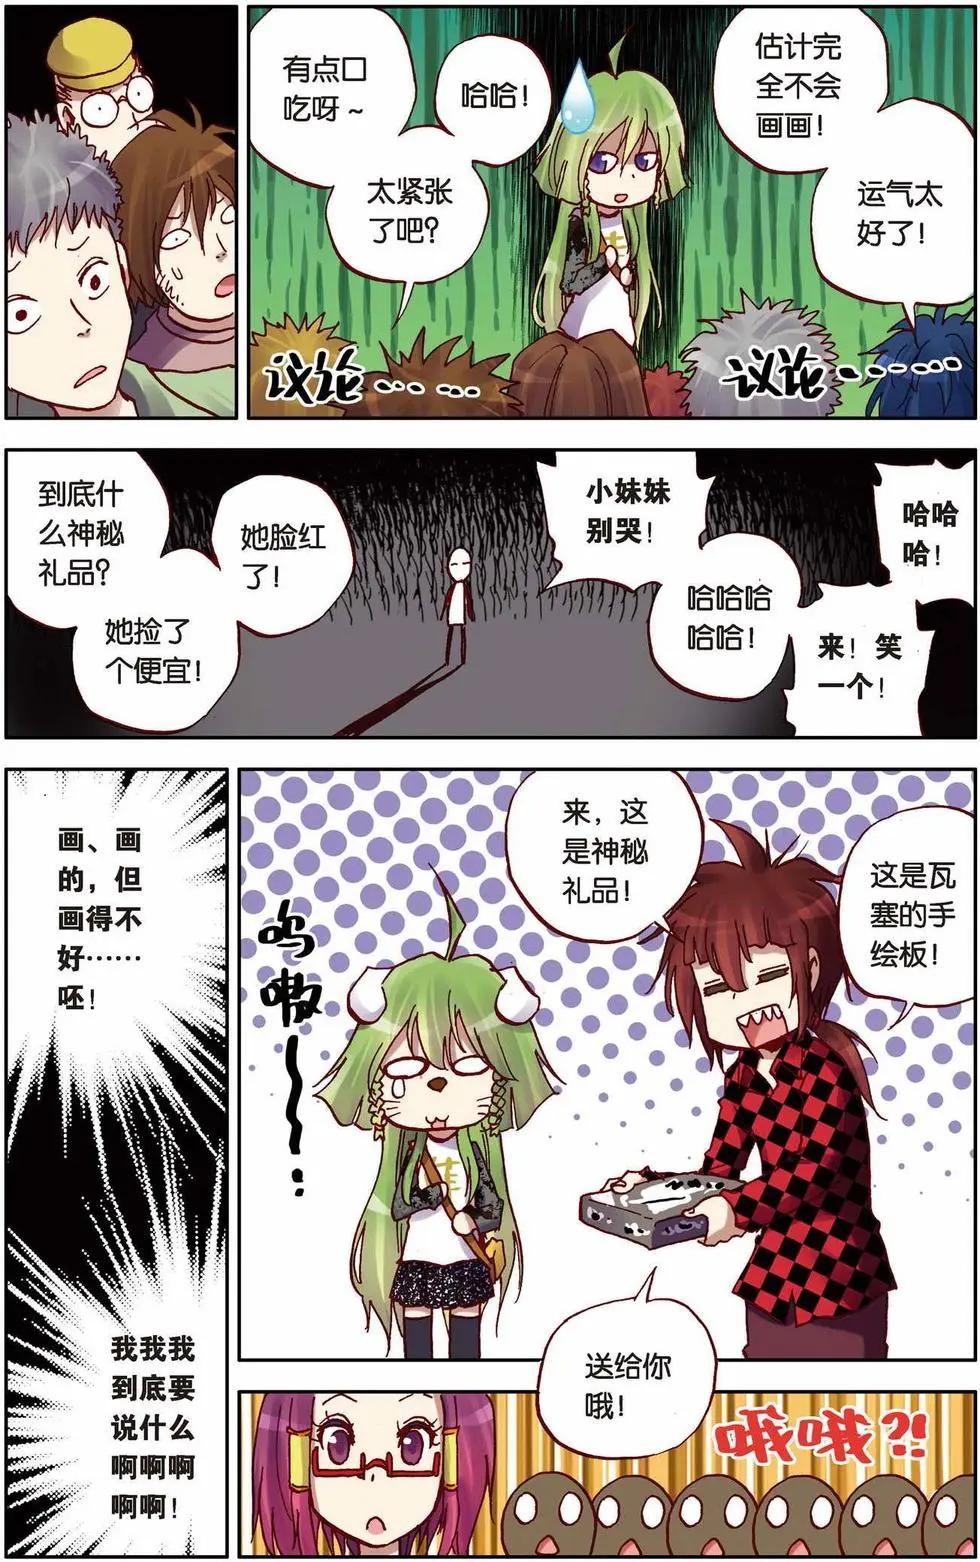 有点口
吃呀～
哈哈！
太紧张
了吧？
估计完
全不会
画画！
运气太
好了！
议论………
议论………
到底什
么神秘
礼品？
她脸红
了！
她捡了
个便宜！
小妹妹
别哭！
哈哈哈
哈哈！
哈哈
哈！
来！笑
一个！
画、画
的，但
画得不
好……
呸！
我我我
到底要
说什么
啊啊啊
啊啊！
来，这
是神秘
礼品！
这是瓦
塞的手
绘板！
呜
嗷
～
送给你
哦！
哦哦?!